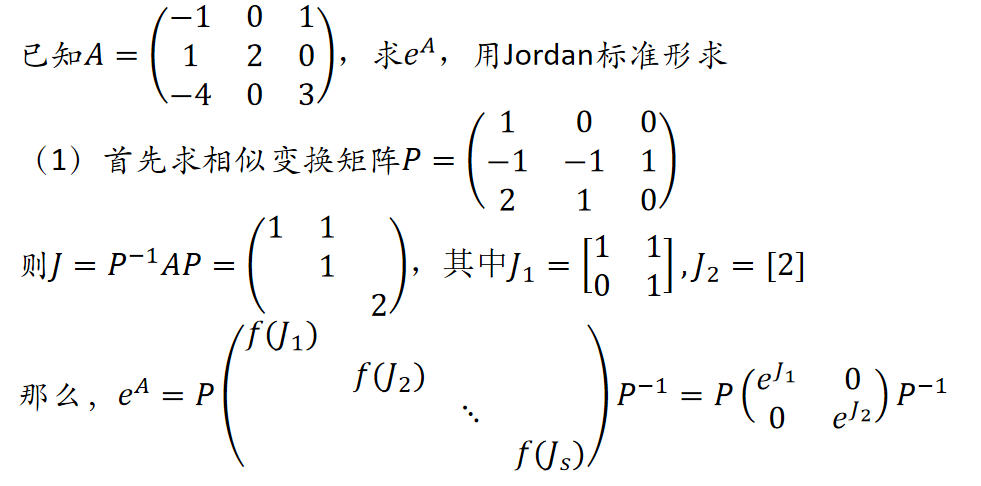 已知A = (−1 0 1; 1 2 0; −4 0 3), 求e^A, 用Jordan标准形求
(1) 首先求相似变换矩阵P = (1 0 0; −1 −1 1; 2 1 0)
则J = P^{−1}AP = (1 1; 1; 2), 其中J_1 = [1 1; 0 1], J_2 = [2]
那么, e^A = P (f(J_1) f(J_2) ⋱ f(J_s)) P^{−1} = P (e^{J_1} 0; 0 e^{J_2}) P^{−1}